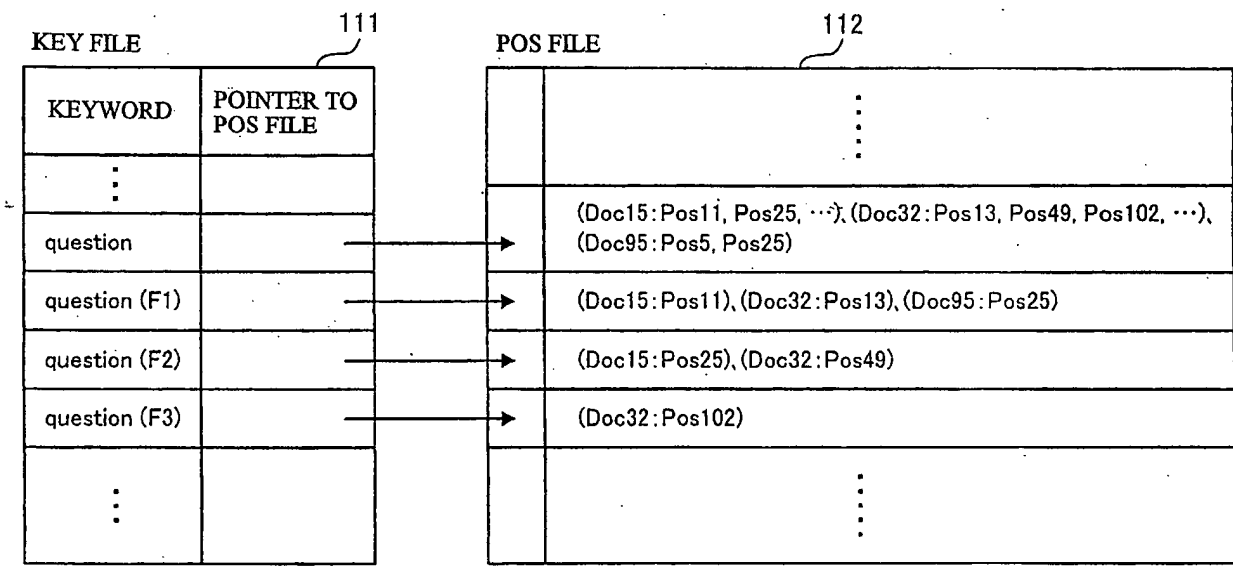 111
112
KEY FILE
POS FILE
KEYWORD
POINTER TO
POS FILE
(Doc15:Pos11, Pos25, …)、(Doc32:Pos13, Pos49, Pos102, …)、
(Doc95:Pos5, Pos25)
question
question (F1)
(Doc15:Pos11)、(Doc32:Pos13)、(Doc95:Pos25)
question (F2)
(Doc15:Pos25)、(Doc32:Pos49)
question (F3)
(Doc32:Pos102)